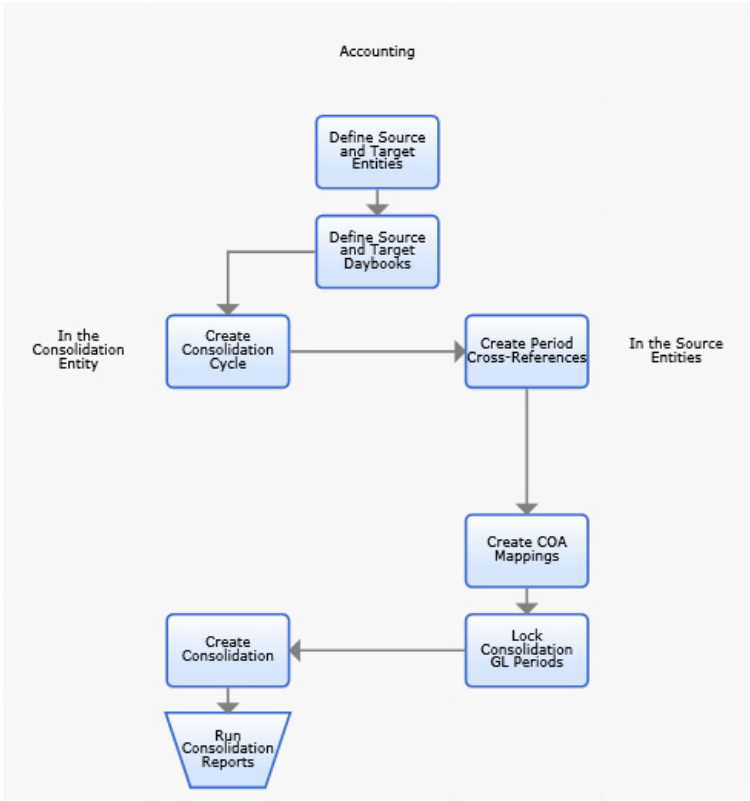 Accounting
Define Source
and Target
Entities
Define Source
and Target
Daybooks
In the
Consolidation
Entity
Create
Consolidation
Cycle
Create Period
Cross-References
In the Source
Entities
Create COA
Mappings
Create
Consolidation
Lock
Consolidation
GL Periods
Run
Consolidation
Reports